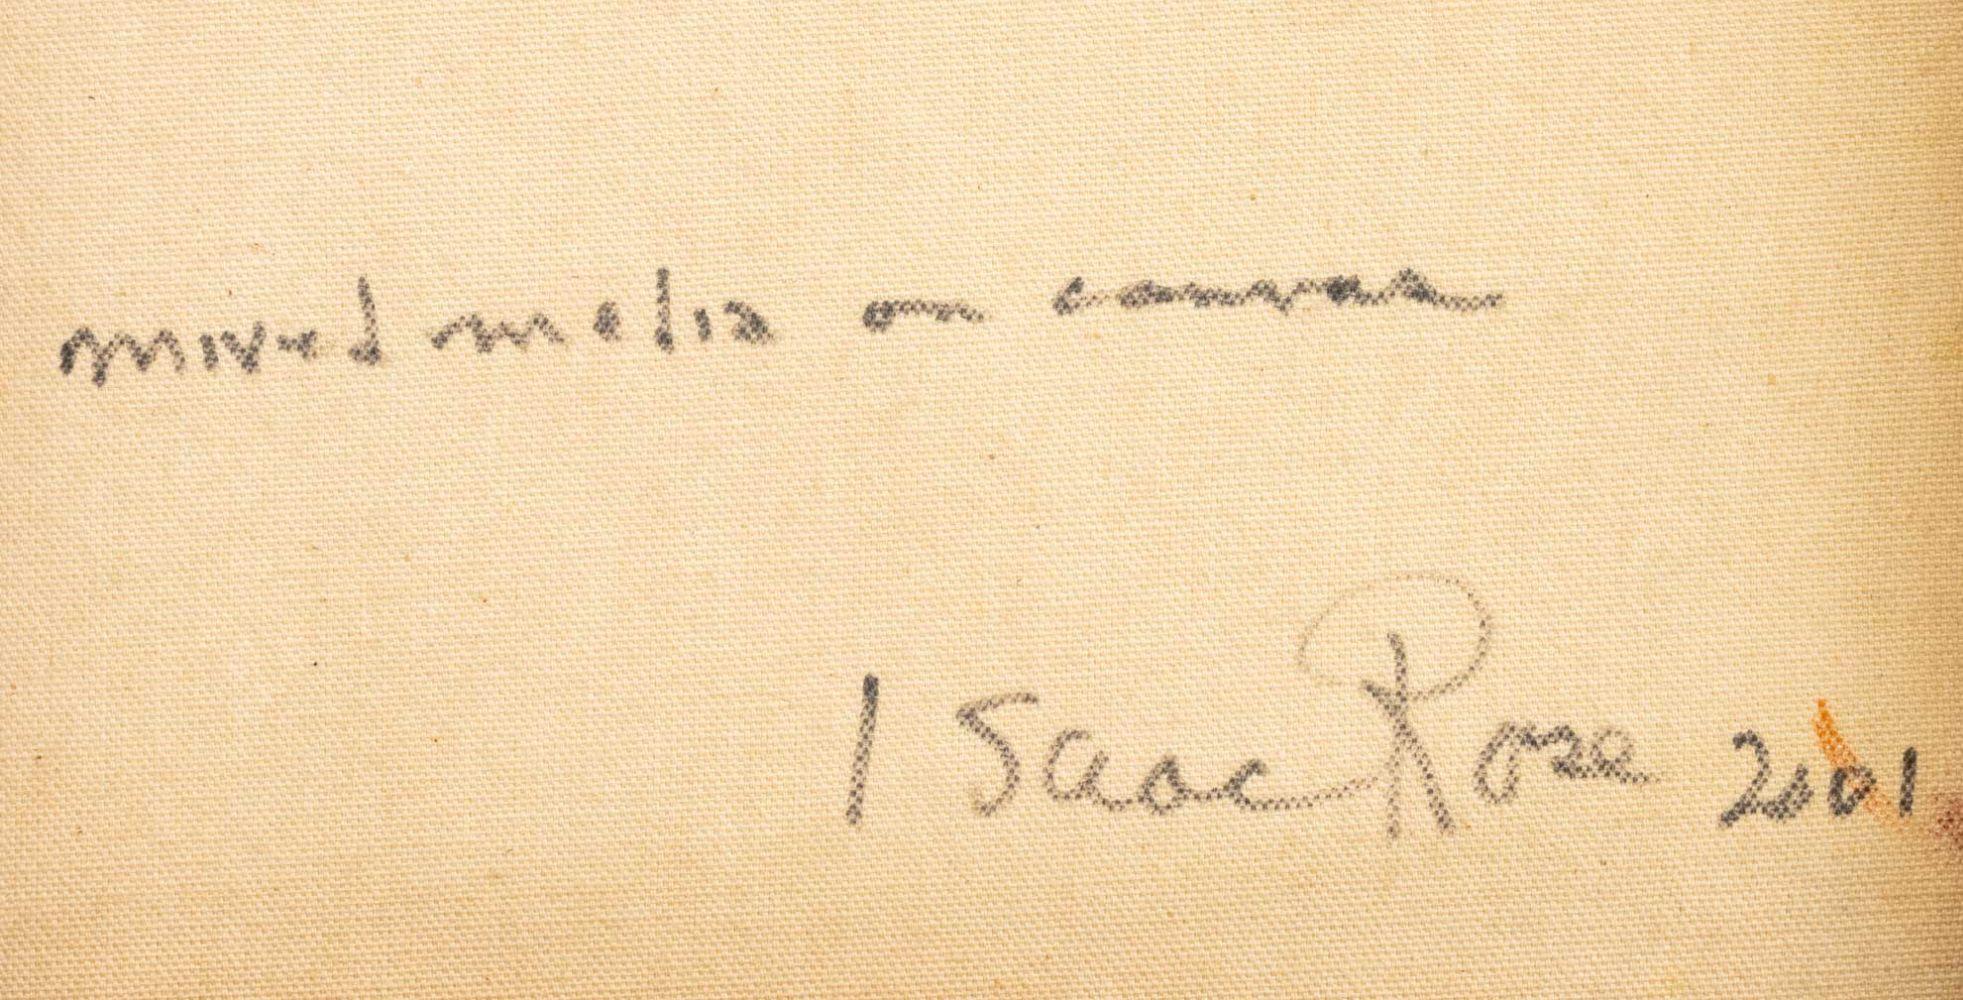 mixed media on canvas
Isaac Rose 2001